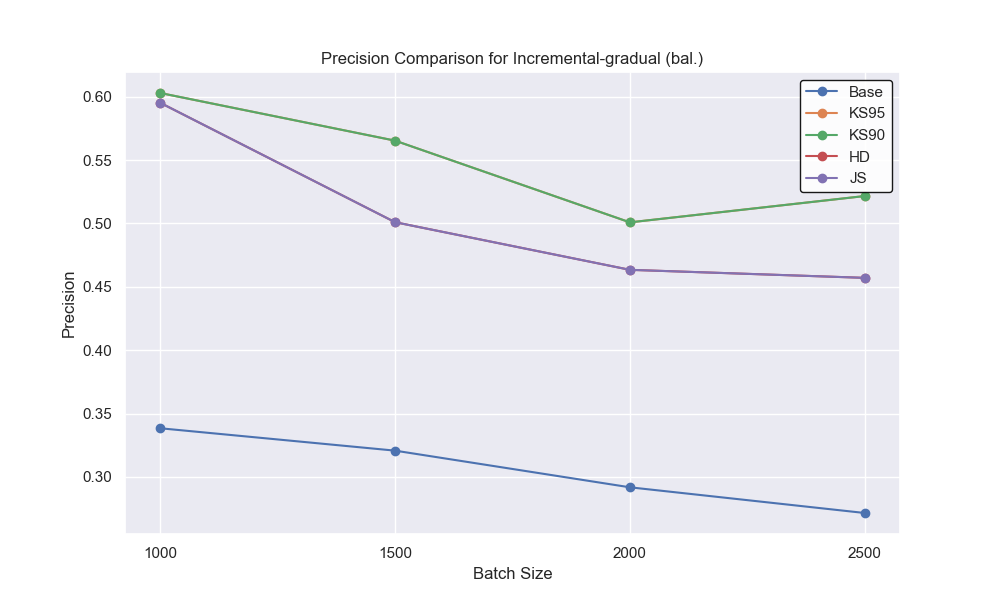 Precision Comparison for Incremental-gradual (bal.)
Base
KS95
KS90
HD
JS
0.60
0.55
0.50
0.45
0.40
0.35
0.30
Precision
1000
1500
2000
2500
Batch Size